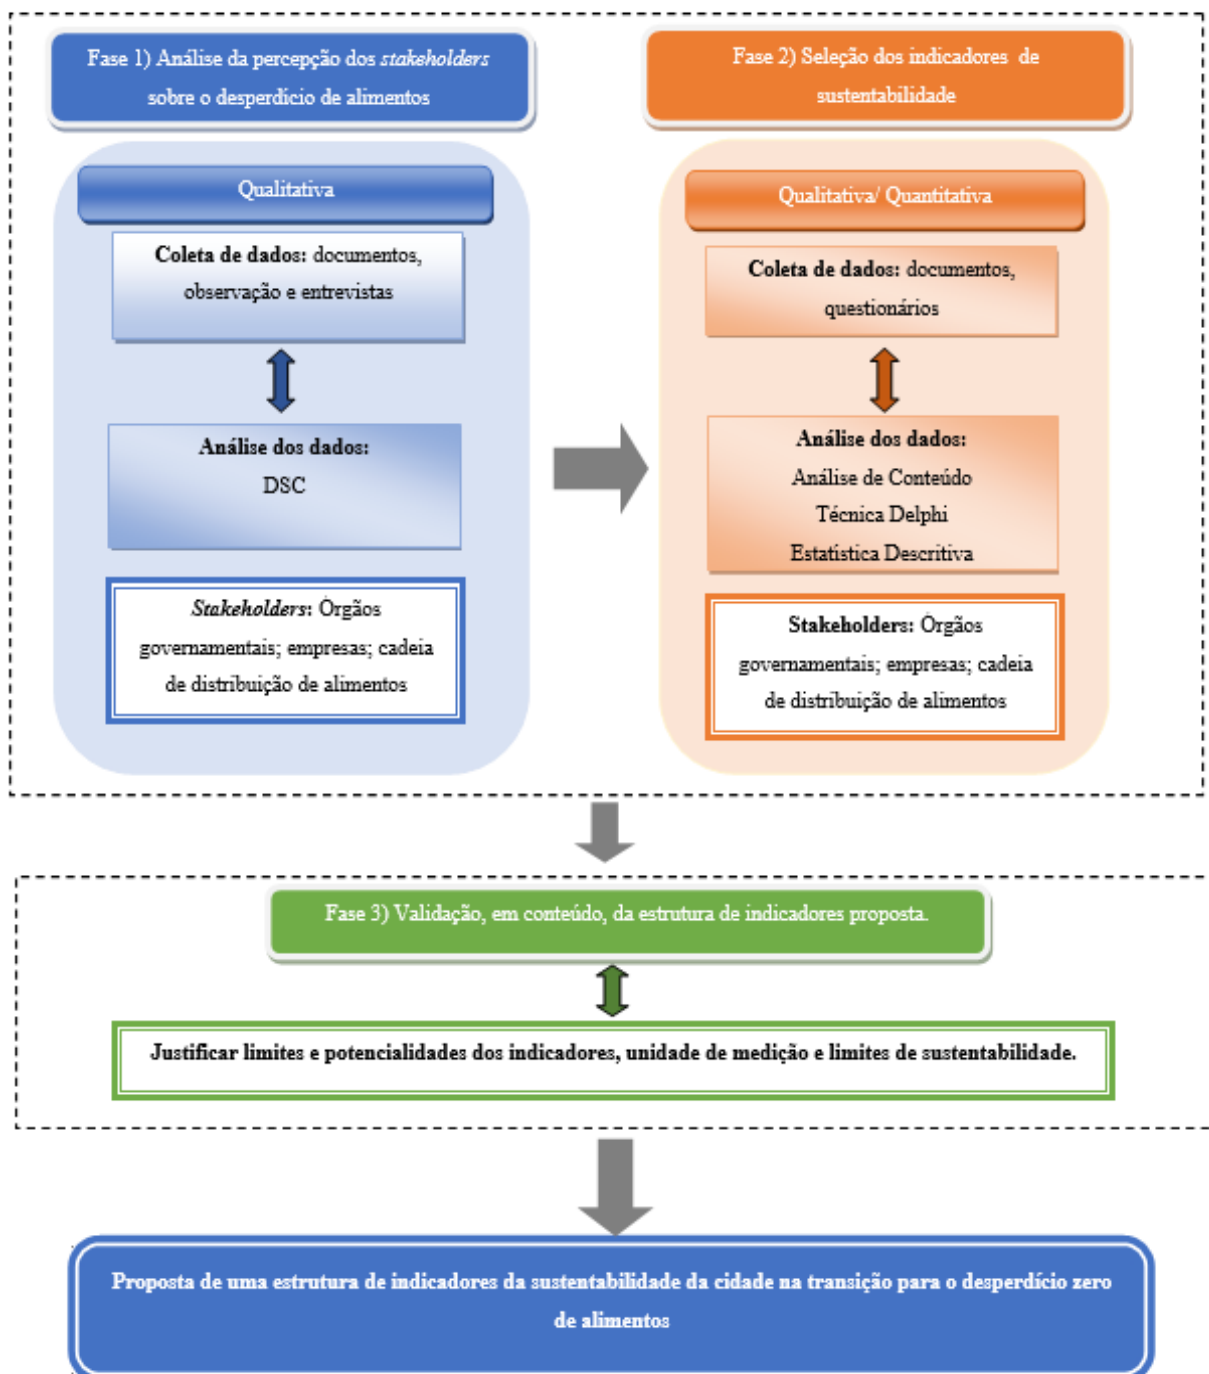 Fase 1) Análise da percepção dos stakeholders
sobre o desperdício de alimentos
Qualitativa
Coleta de dados: documentos,
observação e entrevistas
Análise dos dados:
DSC
Stakeholders: Órgãos
governamentais; empresas; cadeia
de distribuição de alimentos
Fase 2) Seleção dos indicadores de
sustentabilidade
Qualitativa/ Quantitativa
Coleta de dados: documentos,
questionários
Análise dos dados:
Análise de Conteúdo
Técnica Delphi
Estatística Descritiva
Stakeholders: Órgãos
governamentais; empresas; cadeia
de distribuição de alimentos
Fase 3) Validação, em conteúdo, da estrutura de indicadores proposta.
Justificar limites e potencialidades dos indicadores, unidade de medição e limites de sustentabilidade.
Proposta de uma estrutura de indicadores da sustentabilidade da cidade na transição para o desperdício zero
de alimentos